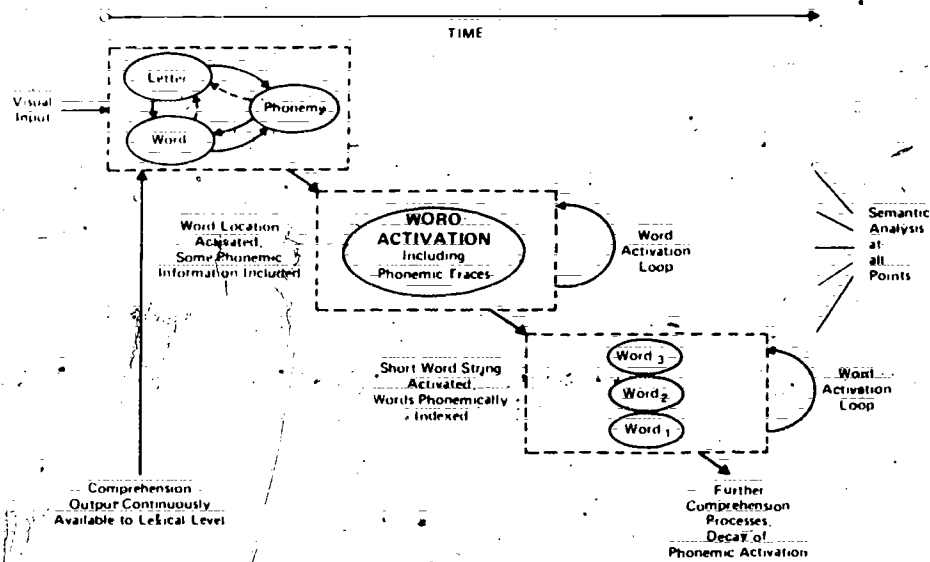 TIME
Visual
Input
Letter
Phonemy
Word
Word Location
Activated,
Some Phonemic
Information Included
WORO
ACTIVATION
Including
Phonemic Traces
Word
Activation
Loop
Semantic
Analysis
at
all
Points
Short Word String
Activated,
Words Phonemically
Indexed
Word 3
Word 2
Word 1
Word
Activation
Loop
Comprehension
Output Continuously
Available to Lexical Level
Further
Comprehension
Processes,
Decay of
Phonemic Activation